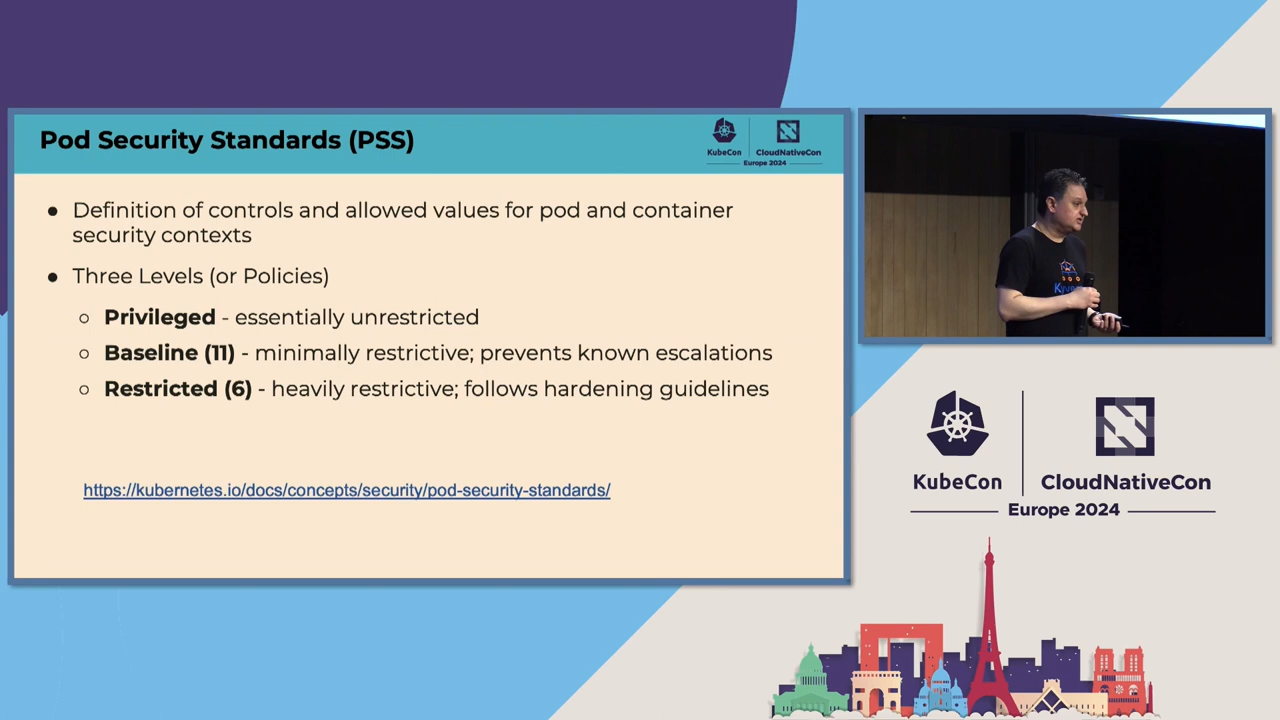 Pod Security Standards (PSS)
KubeCon
CloudNativeCon
Europe 2024
● Definition of controls and allowed values for pod and container
security contexts
● Three Levels (or Policies)
○ Privileged - essentially unrestricted
○ Baseline (11) - minimally restrictive; prevents known escalations
○ Restricted (6) - heavily restrictive; follows hardening guidelines
https://kubernetes.io/docs/concepts/security/pod-security-standards/
KubeCon
CloudNativeCon
Europe 2024